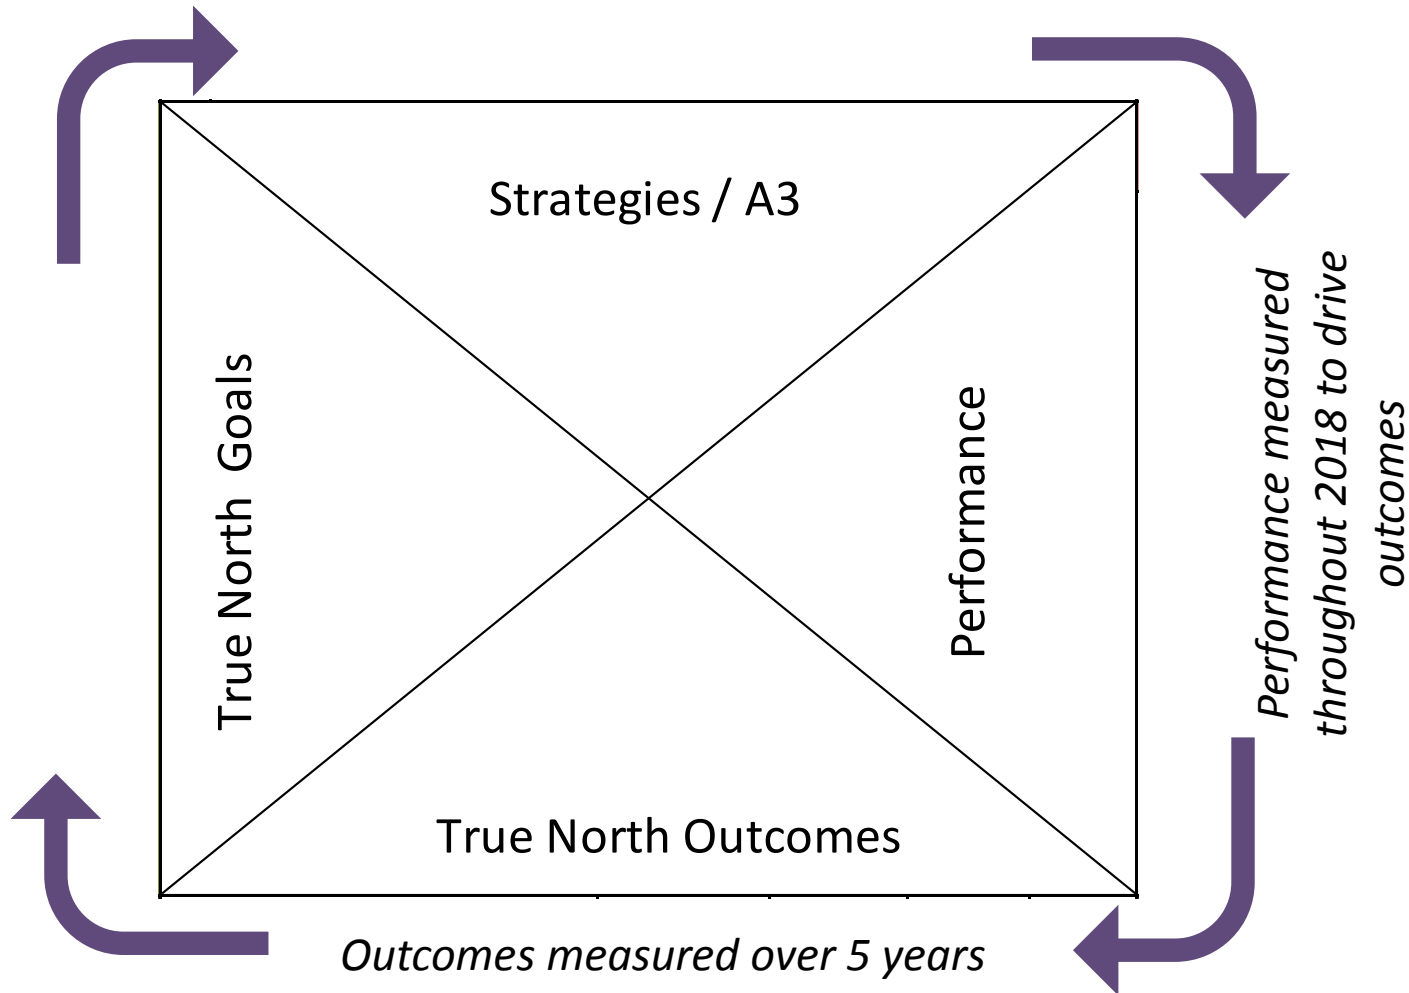 Strategies / A3
True North Goals
Performance
Performance measured
throughout 2018 to drive
outcomes
True North Outcomes
Outcomes measured over 5 years